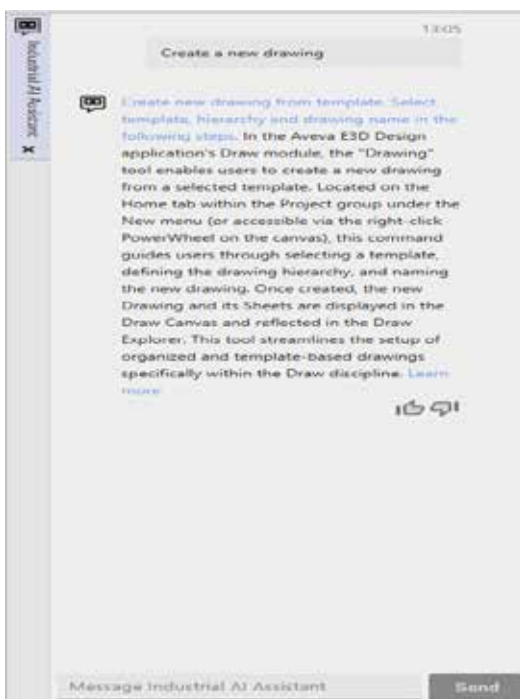 Industrial AI Assistant
13:05
Create a new drawing
Create new drawing from template. Select
template, hierarchy and drawing name in the
following steps. In the Aveva E3D Design
application's Draw module, the "Drawing"
tool enables users to create a new drawing
from a selected template. Located on the
Home tab within the Project group under the
New menu (or accessible via the right-click
PowerWheel on the canvas), this command
guides users through selecting a template,
defining the drawing hierarchy, and naming
the new drawing. Once created, the new
Drawing and its Sheets are displayed in the
Draw Canvas and reflected in the Draw
Explorer. This tool streamlines the setup of
organized and template-based drawings
specifically within the Draw discipline. Learn
more
Message Industrial AI Assistant
Send